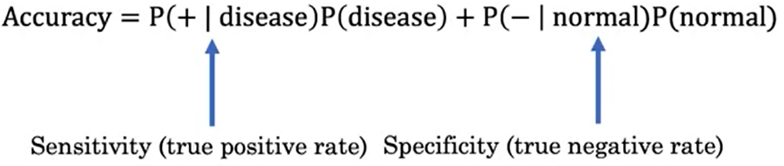 Accuracy = P(+ | disease)P(disease) + P(− | normal)P(normal)
Sensitivity (true positive rate) Specificity (true negative rate)